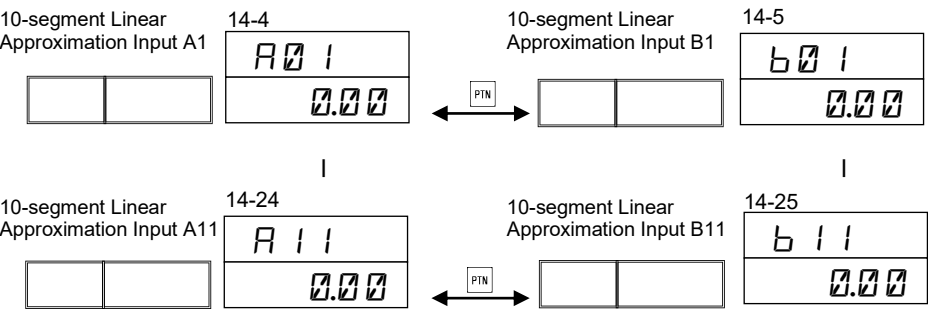 10-segment Linear
Approximation Input A1
14-4
A01
0.00
PTN
10-segment Linear
Approximation Input B1
14-5
b01
0.00
10-segment Linear
Approximation Input A11
14-24
A11
0.00
PTN
10-segment Linear
Approximation Input B11
14-25
b11
0.00